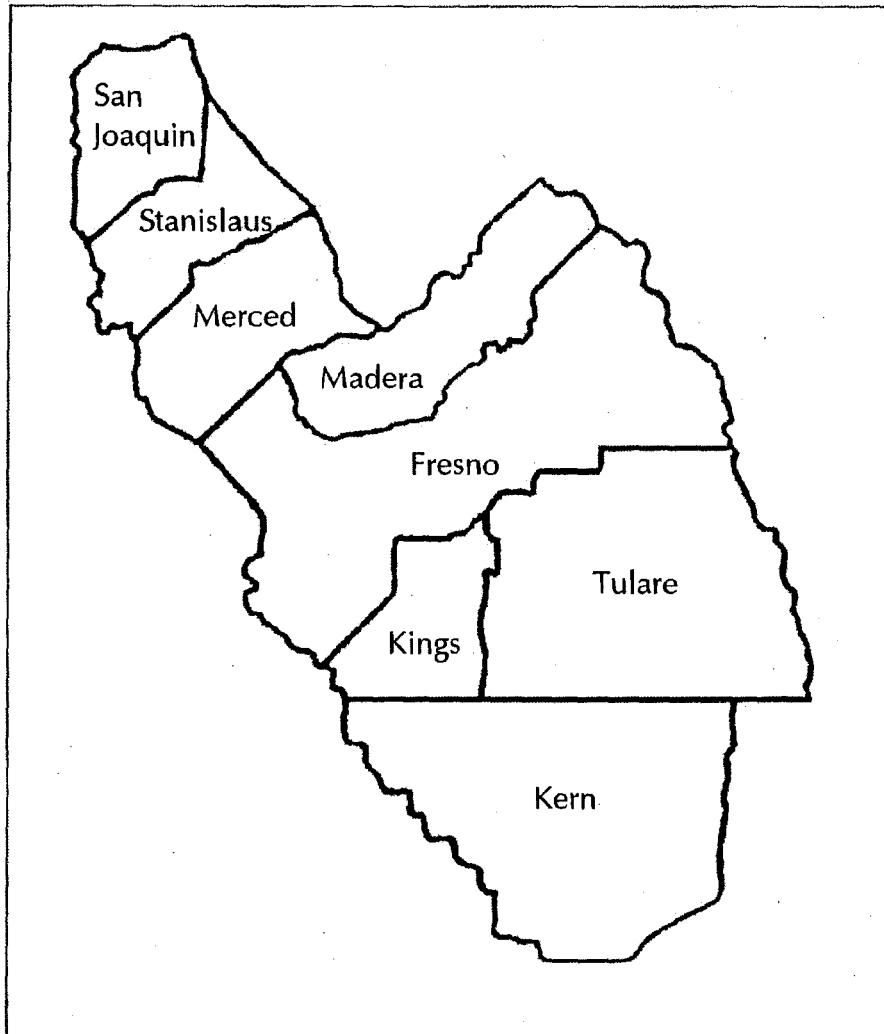 San
Joaquin
Stanislaus
Merced
Madera
Fresno
Tulare
Kings
Kern